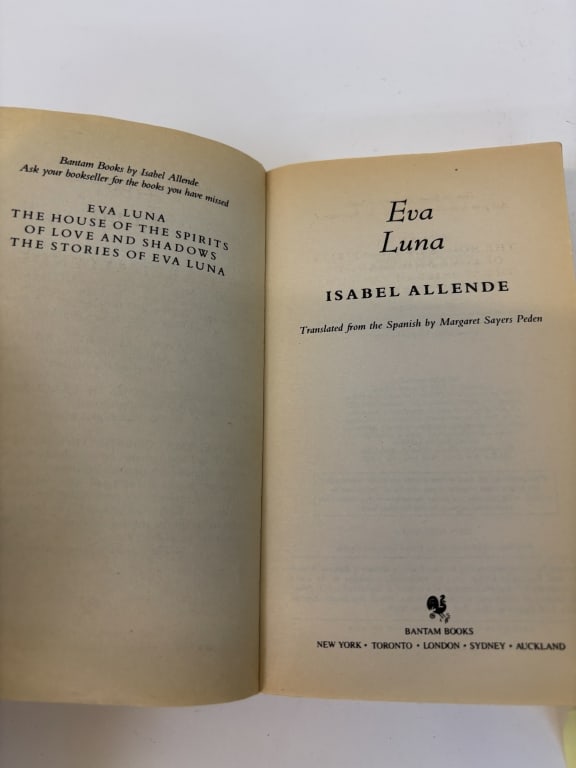 Bantam Books by Isabel Allende
Ask your bookseller for the books you have missed
EVA LUNA
THE HOUSE OF THE SPIRITS
OF LOVE AND SHADOWS
THE STORIES OF EVA LUNA
Eva
Luna
ISABEL ALLENDE
Translated from the Spanish by Margaret Sayers Peden
BANTAM BOOKS
NEW YORK • TORONTO • LONDON • SYDNEY • AUCKLAND